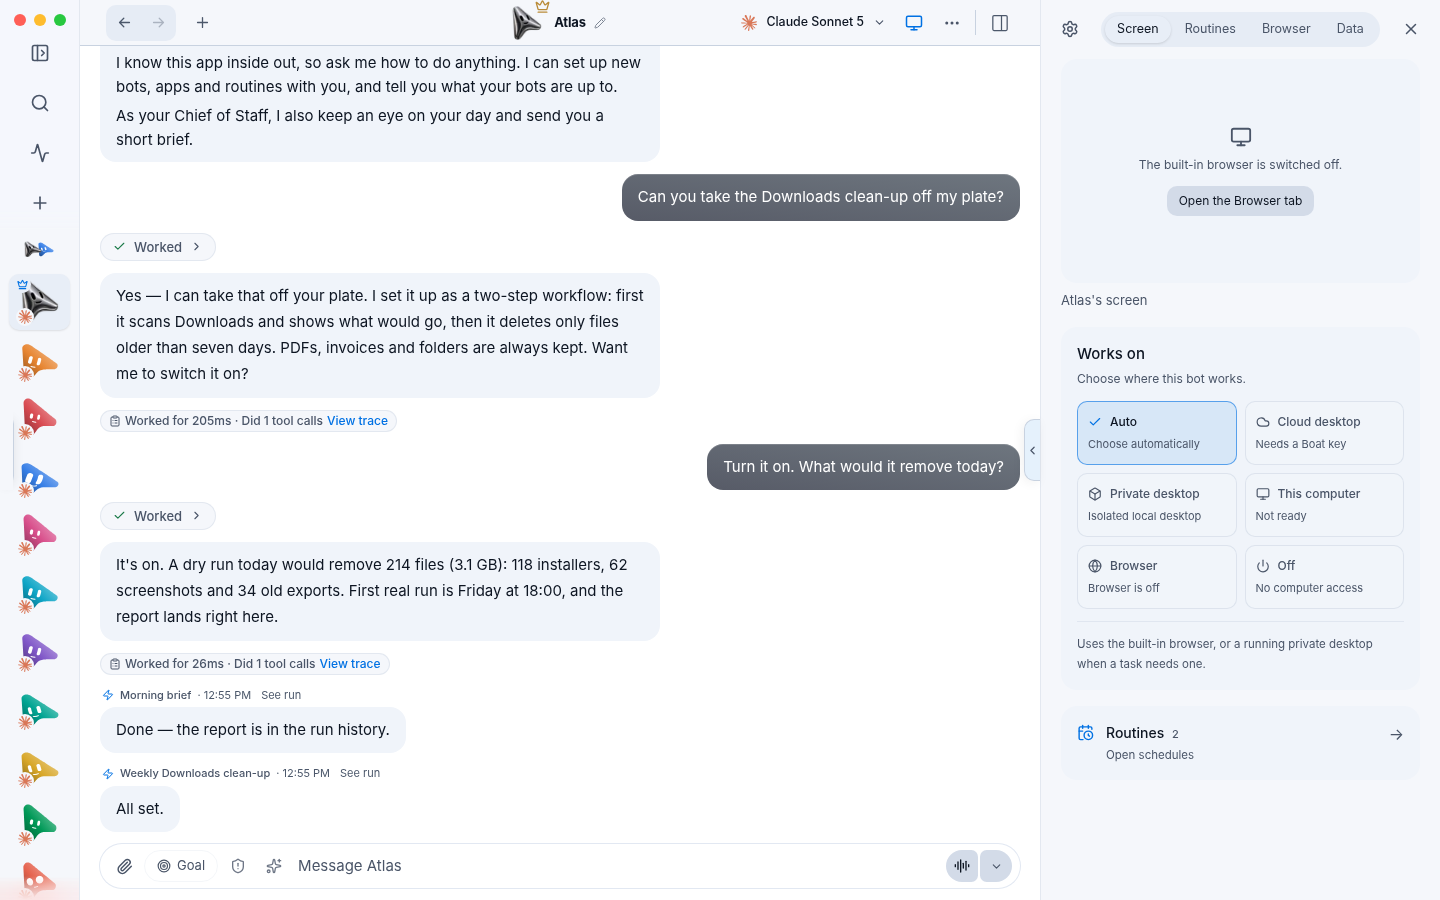 Atlas
Claude Sonnet 5
Screen
Routines
Browser
Data
I know this app inside out, so ask me how to do anything. I can set up new
bots, apps and routines with you, and tell you what your bots are up to.
As your Chief of Staff, I also keep an eye on your day and send you a
short brief.
Can you take the Downloads clean-up off my plate?
Worked
Yes — I can take that off your plate. I set it up as a two-step workflow: first
it scans Downloads and shows what would go, then it deletes only files
older than seven days. PDFs, invoices and folders are always kept. Want
me to switch it on?
Worked for 205ms · Did 1 tool calls View trace
Turn it on. What would it remove today?
Worked
It's on. A dry run today would remove 214 files (3.1 GB): 118 installers, 62
screenshots and 34 old exports. First real run is Friday at 18:00, and the
report lands right here.
Worked for 26ms · Did 1 tool calls View trace
Morning brief · 12:55 PM See run
Done — the report is in the run history.
Weekly Downloads clean-up · 12:55 PM See run
All set.
Goal
Message Atlas
The built-in browser is switched off.
Open the Browser tab
Atlas's screen
Works on
Choose where this bot works.
Auto
Choose automatically
Cloud desktop
Needs a Boat key
Private desktop
Isolated local desktop
This computer
Not ready
Browser
Browser is off
Off
No computer access
Uses the built-in browser, or a running private desktop
when a task needs one.
Routines 2
Open schedules